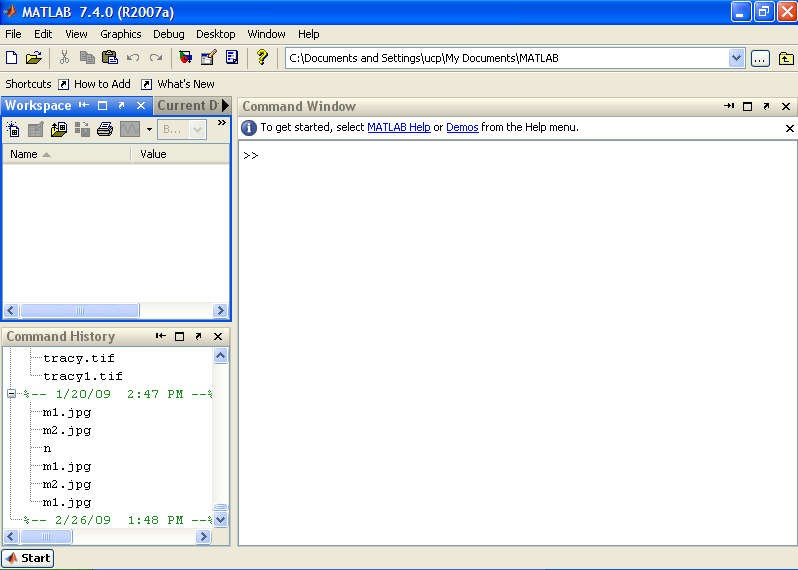 MATLAB 7.4.0 (R2007a)
File Edit View Graphics Debug Desktop Window Help
C:\Documents and Settings\ucp\My Documents\MATLAB
...
Shortcuts How to Add What's New
Workspace
Current D
B...
»
Name Value
Command History
tracy.tif
tracy1.tif
%-- 1/20/09 2:47 PM --%
m1.jpg
m2.jpg
n
m1.jpg
m2.jpg
m1.jpg
%-- 2/26/09 1:48 PM --%
Command Window
To get started, select MATLAB Help or Demos from the Help menu.
>>
Start